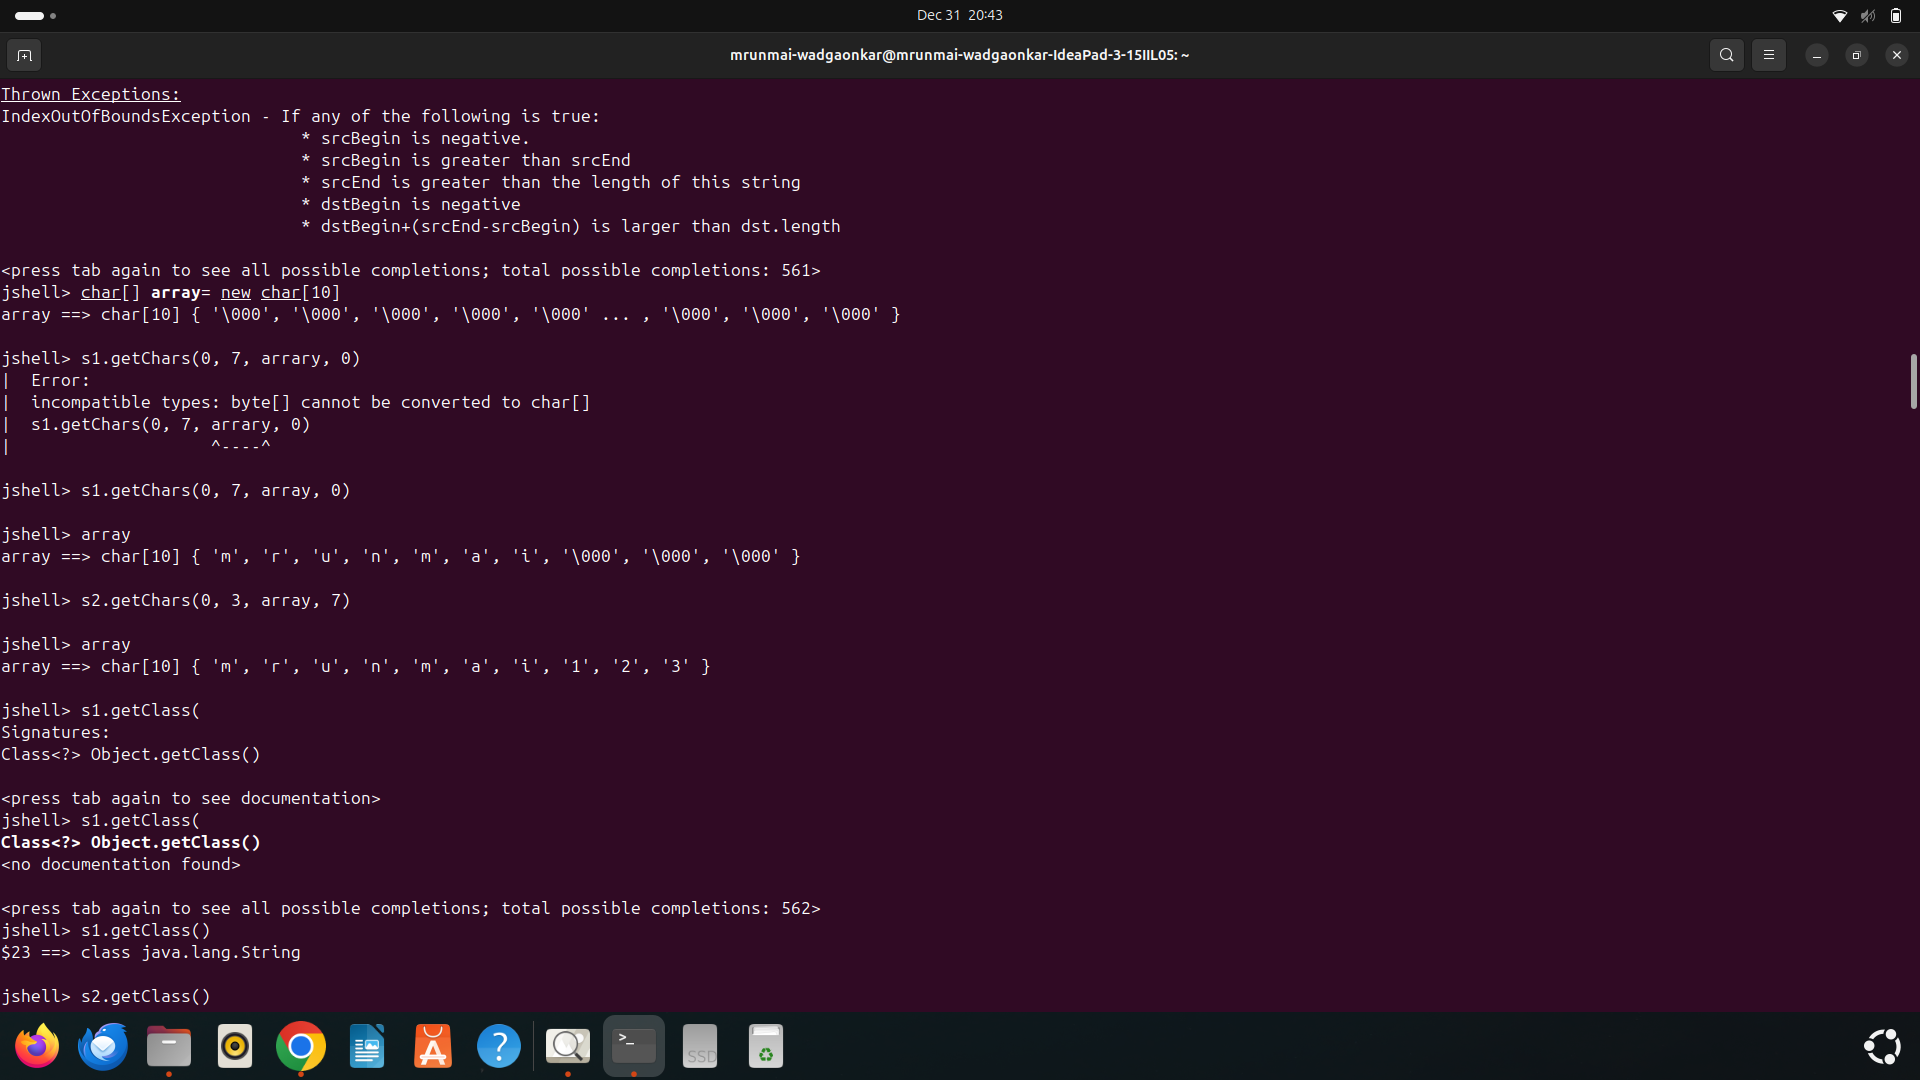 Dec 31  20:43
mrunmai-wadgaonkar@mrunmai-wadgaonkar-IdeaPad-3-15IIL05: ~
Thrown Exceptions:
IndexOutOfBoundsException - If any of the following is true:
* srcBegin is negative.
* srcBegin is greater than srcEnd
* srcEnd is greater than the length of this string
* dstBegin is negative
* dstBegin+(srcEnd-srcBegin) is larger than dst.length
<press tab again to see all possible completions; total possible completions: 561>
jshell> char[] array= new char[10]
array ==> char[10] { '\000', '\000', '\000', '\000', '\000' ... , '\000', '\000', '\000' }
jshell> s1.getChars(0, 7, arrary, 0)
|  Error:
|  incompatible types: byte[] cannot be converted to char[]
|  s1.getChars(0, 7, arrary, 0)
|                    ^----^
jshell> s1.getChars(0, 7, array, 0)
jshell> array
array ==> char[10] { 'm', 'r', 'u', 'n', 'm', 'a', 'i', '\000', '\000', '\000' }
jshell> s2.getChars(0, 3, array, 7)
jshell> array
array ==> char[10] { 'm', 'r', 'u', 'n', 'm', 'a', 'i', '1', '2', '3' }
jshell> s1.getClass(
Signatures:
Class<?> Object.getClass()
<press tab again to see documentation>
jshell> s1.getClass(
Class<?> Object.getClass()
<no documentation found>
<press tab again to see all possible completions; total possible completions: 562>
jshell> s1.getClass()
$23 ==> class java.lang.String
jshell> s2.getClass()
SSD